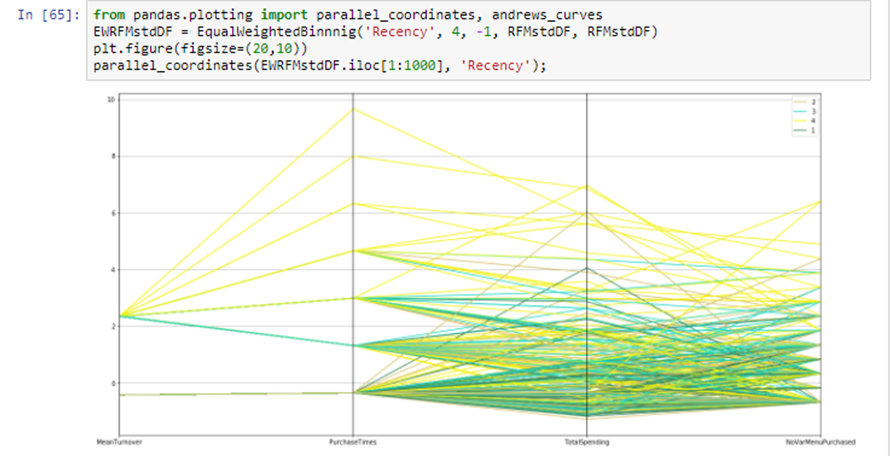 In [65]:
from pandas.plotting import parallel_coordinates, andrews_curves
EWRFMstdDF = EqualWeightedBinnnig('Recency', 4, -1, RFMstdDF, RFMstdDF)
plt.figure(figsize=(20,10))
parallel_coordinates(EWRFMstdDF.iloc[1:1000], 'Recency');
10
8
6
4
2
0
2
3
4
1
MeanTurnover
PurchaseTimes
TotalSpending
NoVarMenuPurchased